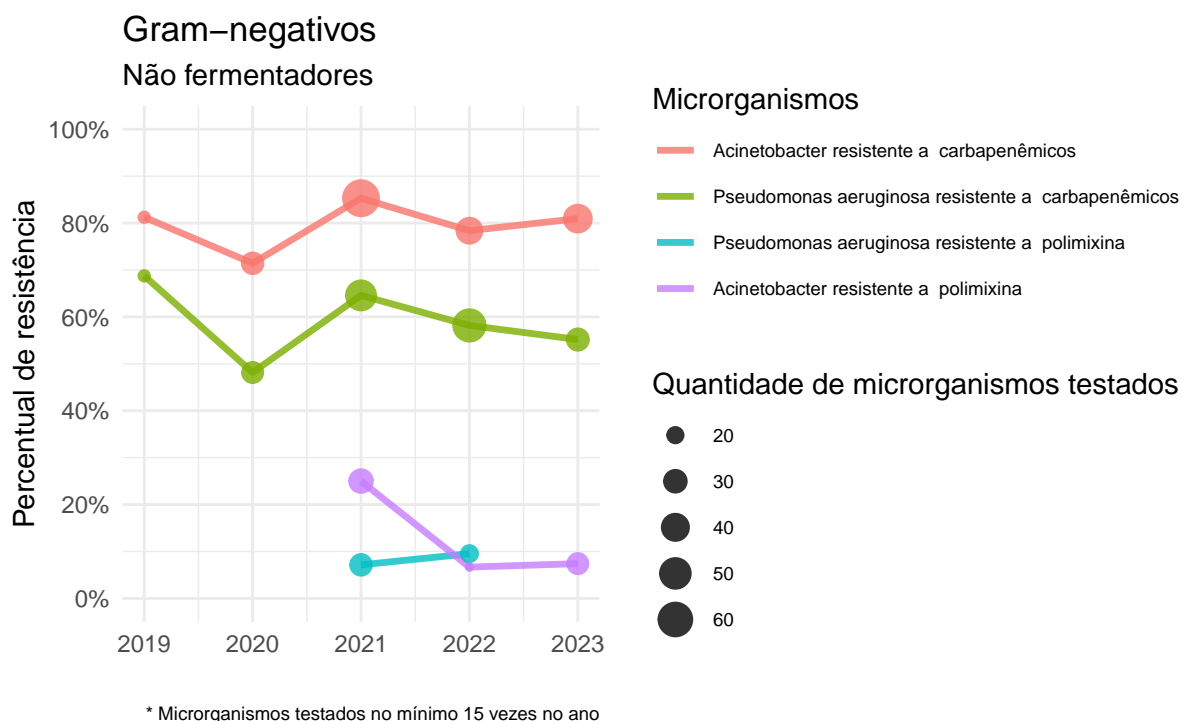 Gram−negativos
Não fermentadores
Percentual de resistência
100%
80%
60%
40%
20%
0%
2019
2020
2021
2022
2023
* Microrganismos testados no mínimo 15 vezes no ano
Microrganismos
Acinetobacter resistente a  carbapenêmicos
Pseudomonas aeruginosa resistente a  carbapenêmicos
Pseudomonas aeruginosa resistente a  polimixina
Acinetobacter resistente a  polimixina
Quantidade de microrganismos testados
20
30
40
50
60